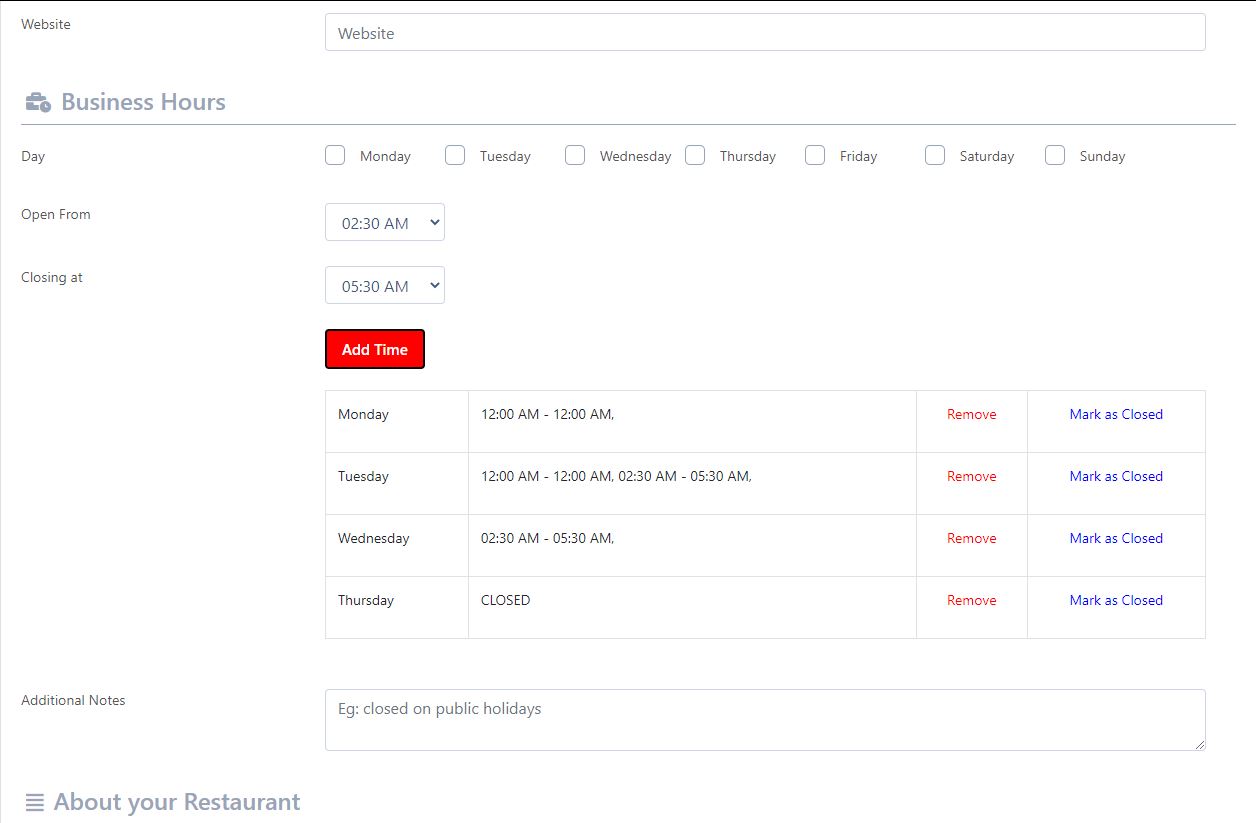 Website
Website
Business Hours
Day
Monday Tuesday Wednesday Thursday Friday Saturday Sunday
Open From
02:30 AM
Closing at
05:30 AM
Add Time
Monday 12:00 AM - 12:00 AM, Remove Mark as Closed
Tuesday 12:00 AM - 12:00 AM, 02:30 AM - 05:30 AM, Remove Mark as Closed
Wednesday 02:30 AM - 05:30 AM, Remove Mark as Closed
Thursday CLOSED Remove Mark as Closed
Additional Notes
Eg: closed on public holidays
About your Restaurant